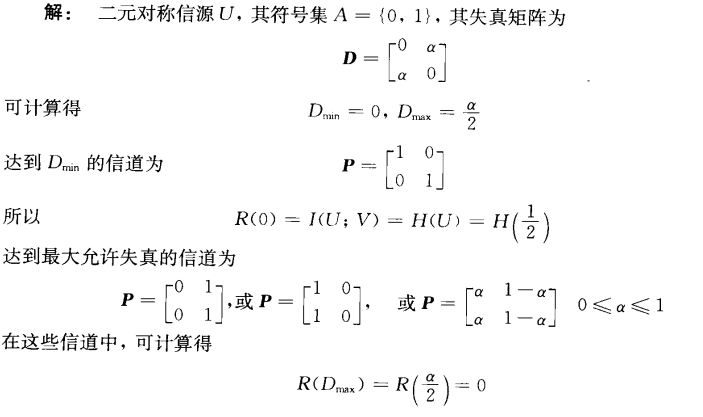 解： 二元对称信源 U，其符号集 A = {0, 1}，其失真矩阵为
D = [0 α; α 0]
可计算得 D_min = 0, D_max = α/2
达到 D_min 的信道为 P = [1 0; 0 1]
所以 R(0) = I(U; V) = H(U) = H(1/2)
达到最大允许失真的信道为
P = [0 1; 0 1], 或 P = [1 0; 1 0], 或 P = [α 1−α; α 1−α] 0 ≤ α ≤ 1
在这些信道中，可计算得
R(D_max) = R(α/2) = 0